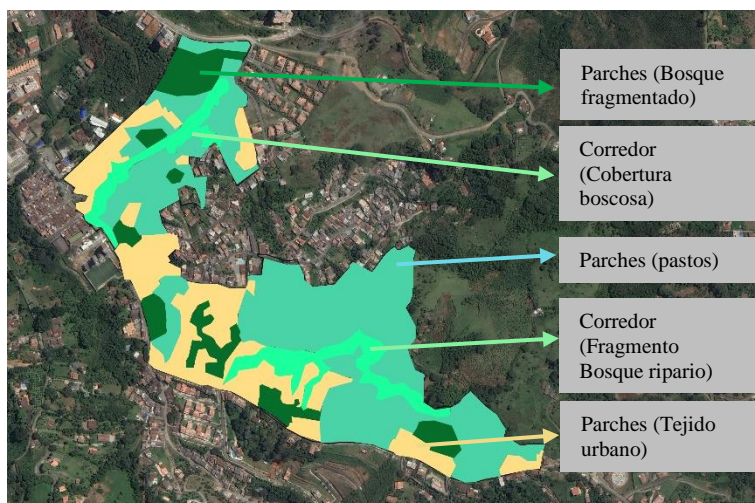 Parches (Bosque
fragmentado)
Corredor
(Cobertura
boscosa)
Parches (pastos)
Corredor
(Fragmento
Bosque ripario)
Parches (Tejido
urbano)